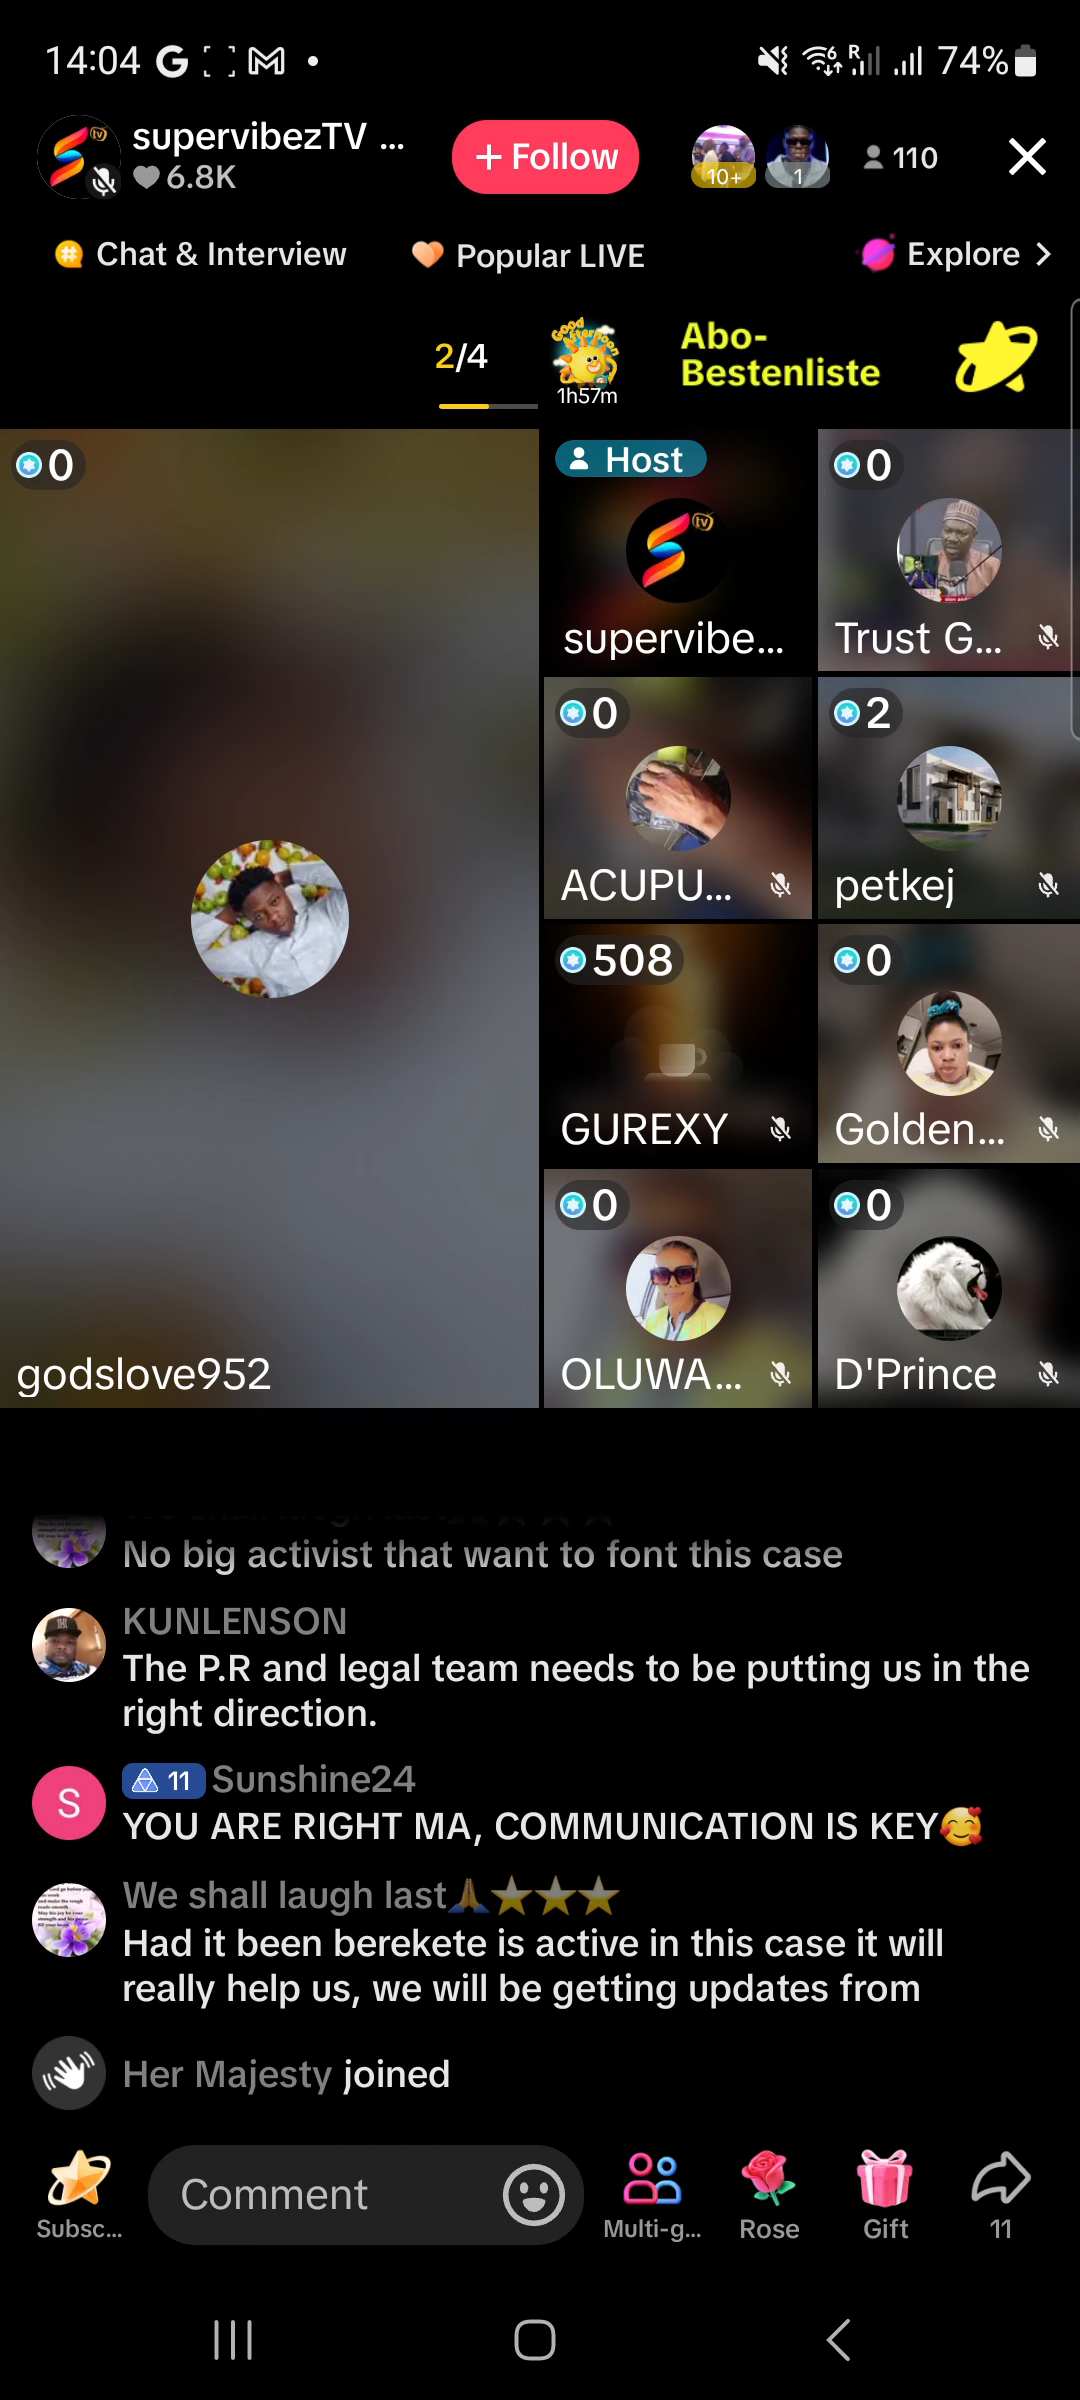 14:04
R
74%
supervibezTV ...
6.8K
+ Follow
10+
1
110
Chat & Interview
Popular LIVE
Explore >
2/4
Good Afternoon
1h57m
Abo-
Bestenliste
0
Host
tv
supervibe...
0
Trust G...
0
ACUPU...
2
petkej
508
GUREXY
0
Golden...
0
OLUWA...
0
D'Prince
godslove952
No big activist that want to font this case
KUNLENSON
The P.R and legal team needs to be putting us in the
right direction.
S
11 Sunshine24
YOU ARE RIGHT MA, COMMUNICATION IS KEY🥰
We shall laugh last🙏⭐⭐⭐
Had it been berekete is active in this case it will
really help us, we will be getting updates from
Her Majesty joined
Subsc...
Comment
Multi-g...
Rose
Gift
11